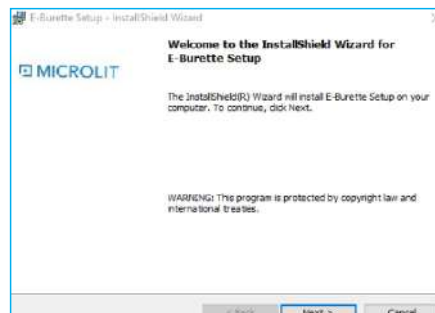 E-Burette Setup - InstallShield Wizard
Welcome to the InstallShield Wizard for
E-Burette Setup
MICROLIT
The InstallShield(R) Wizard will install E-Burette Setup on your
computer. To continue, click Next.
WARNING: This program is protected by copyright law and
international treaties.
< Back Next > Cancel